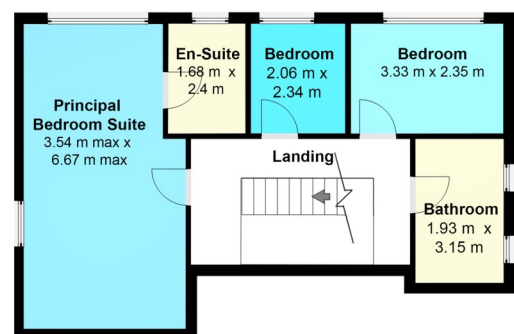 En-Suite
1.68 m x
2.4 m
Bedroom
2.06 m x
2.34 m
Bedroom
3.33 m x 2.35 m
Principal
Bedroom Suite
3.54 m max x
6.67 m max
Landing
Bathroom
1.93 m x
3.15 m